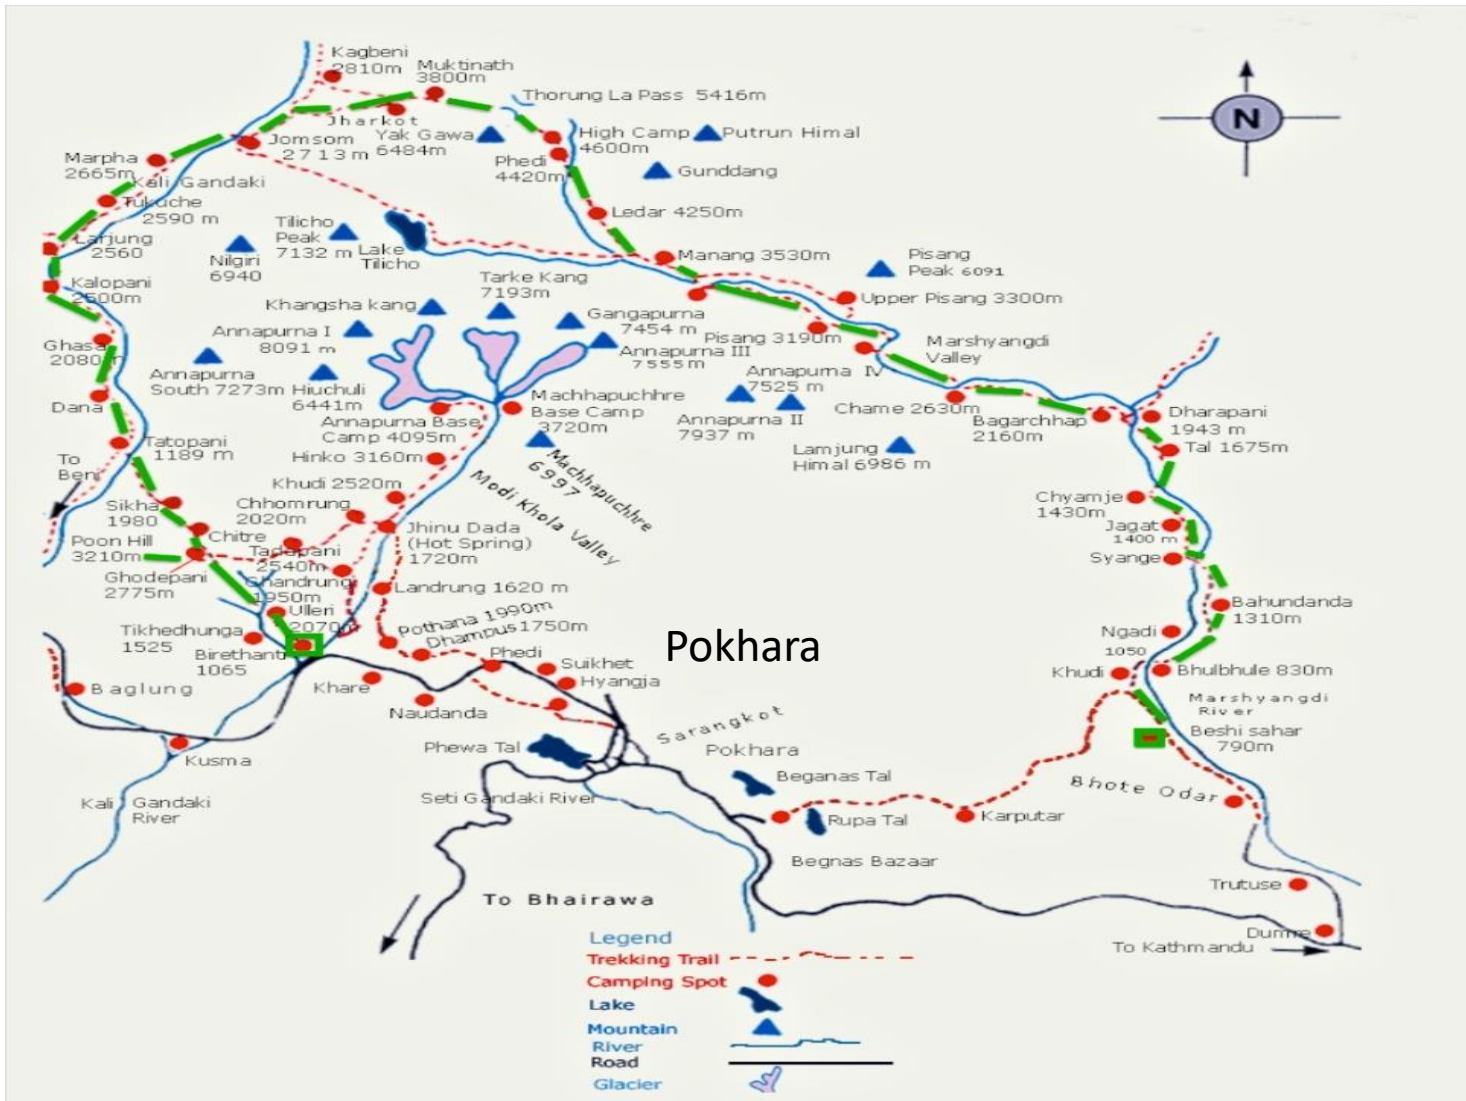 Kagbeni
2810m
Muktinath
3800m
Thorung La Pass 5416m
Jharkot
Yak Gawa
6484m
High Camp
4600m
Putrun Himal
Jomsom
2713m
Phedi
4420m
Gunddang
Marpha
2665m
Kali Gandaki
Tukuche
2590 m
Ledar 4250m
Larjung
2560
Tilicho
Peak
7132 m
Lake
Tilicho
Nilgiri
6940
Manang 3530m
Pisang
Peak 6091
Kalopani
2500m
Tarke Kang
7193m
Upper Pisang 3300m
Khangsha kang
Gangapurna
7454 m
Annapurna I
8091 m
Pisang 3190m
Marshyangdi
Valley
Ghasa
2080m
Annapurna III
7555m
Annapurna
South 7273m
Hiuchuli
6441m
Annapurna IV
7525 m
Dana
Machhapuchhre
Base Camp
3720m
Annapurna Base
Camp 4095m
Annapurna II
7937 m
Chame 2630m
Bagarchhap
2160m
Dharapani
1943 m
Tatopani
1189 m
Tal 1675m
Lamjung
Himal 6986 m
To
Beni
Hinko 3160m
Machhapuchhre
6997
Khudi 2520m
Modi Khola Valley
Chyamje
1430m
Sikha
1980
Chhomrung
2020m
Jagat
1400 m
Chitre
Jhinu Dada
(Hot Spring)
1720m
Poon Hill
3210m
Tadapani
2540m
Syange
Ghodepani
2775m
Ghandrung
1950m
Landrung 1620 m
Bahundanda
1310m
Ulleri
2070m
Pothana 1990m
Dhampus 1750m
Tikhedhunga
1525
Ngadi
1050
Birethanti
1065
Pokhara
Phedi
Suikhet
Khudi
Bhulbhule 830m
Baglung
Khare
Hyangja
Marshyangdi
River
Naudanda
Sarangkot
Beshi sahar
790m
Kusma
Phewa Tal
Pokhara
Beganas Tal
Bhote Odar
Kali Gandaki
River
Seti Gandaki River
Rupa Tal
Karputar
Begnas Bazaar
Trutuse
To Bhairawa
Dumre
To Kathmandu
N
Legend
Trekking Trail
Camping Spot
Lake
Mountain
River
Road
Glacier